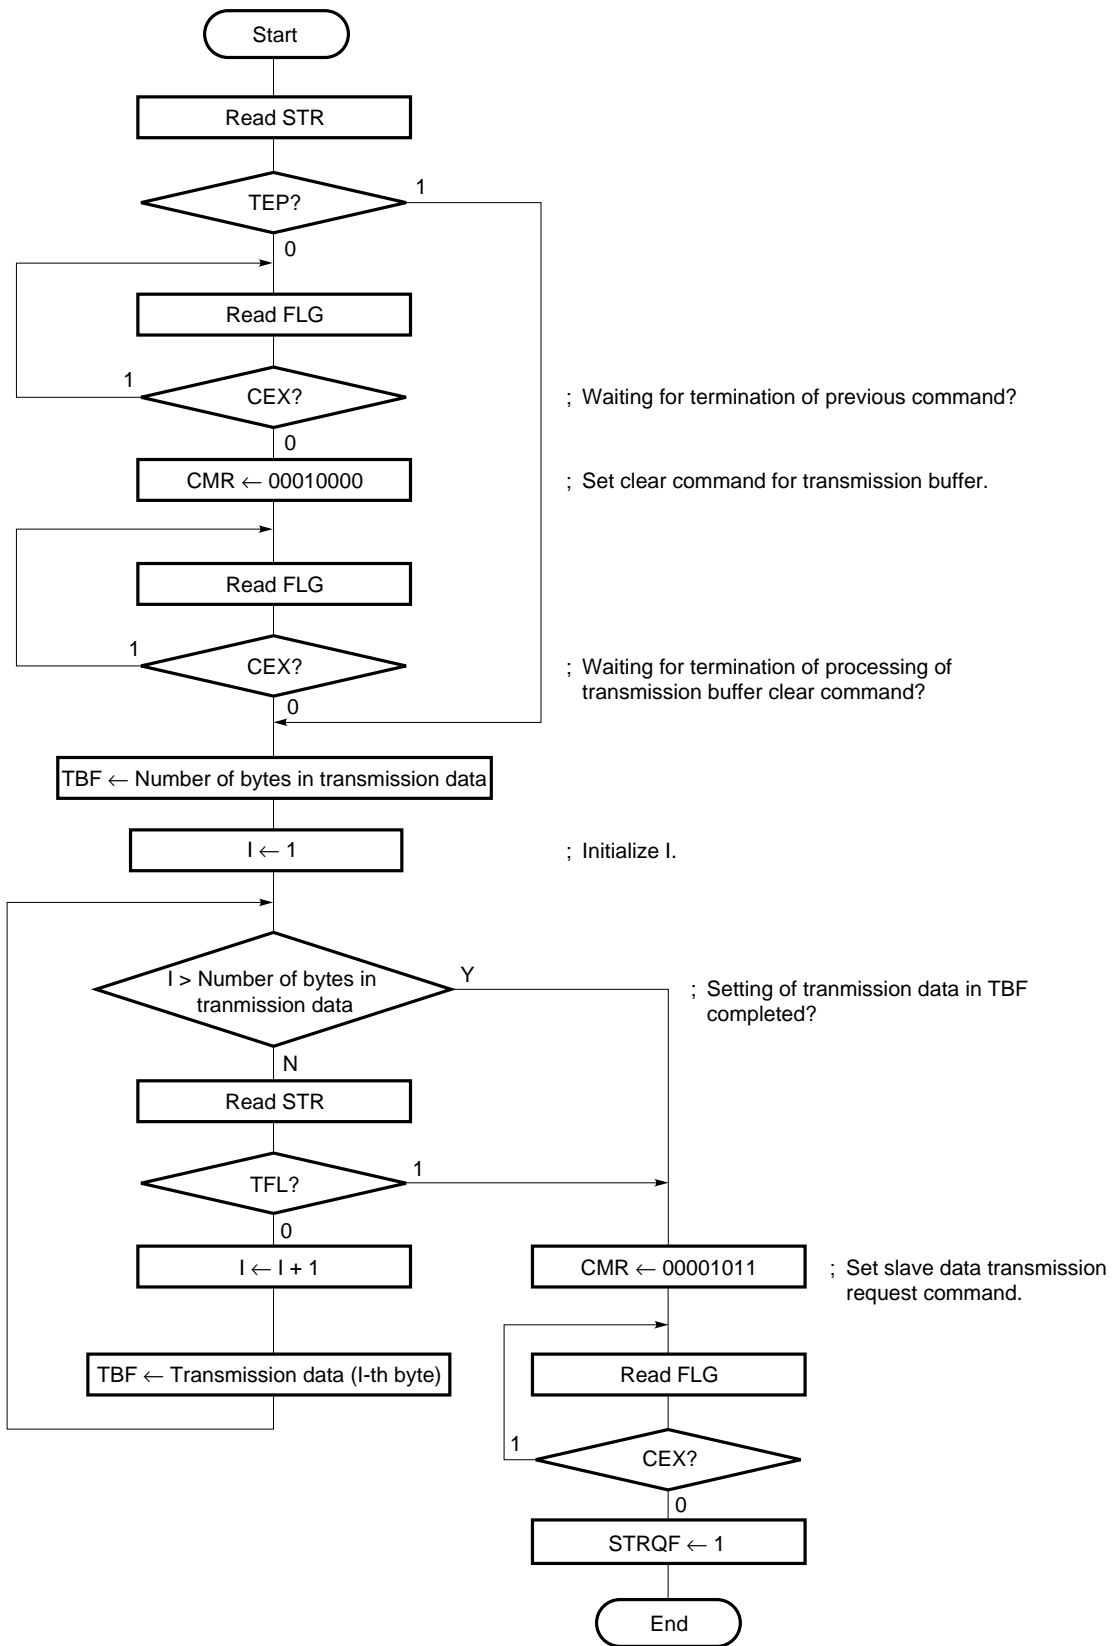 Start
Read STR
TEP?
1
0
Read FLG
1
CEX?
; Waiting for termination of previous command?
0
CMR ← 00010000
; Set clear command for transmission buffer.
Read FLG
1
CEX?
; Waiting for termination of processing of
transmission buffer clear command?
0
TBF ← Number of bytes in transmission data
I ← 1
; Initialize I.
I > Number of bytes in
tranmission data
Y
; Setting of tranmission data in TBF
completed?
N
Read STR
TFL?
1
0
I ← I + 1
CMR ← 00001011
; Set slave data transmission
request command.
TBF ← Transmission data (I-th byte)
Read FLG
1
CEX?
0
STRQF ← 1
End